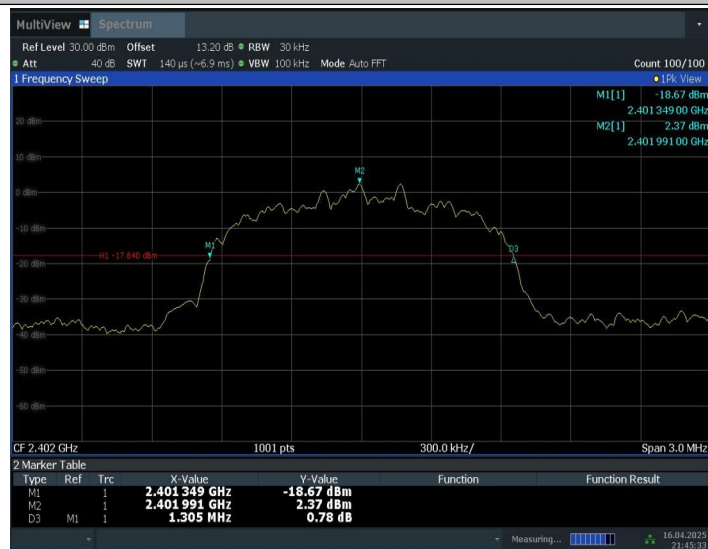 MultiView Spectrum
Ref Level 30.00 dBm Offset 13.20 dB RBW 30 kHz
Att 40 dB SWT 140 µs (~6.9 ms) VBW 100 kHz Mode Auto FFT Count 100/100
1 Frequency Sweep 1Pk View
M1[1] -18.67 dBm
2.40134900 GHz
M2[1] 2.37 dBm
2.40199100 GHz
20 dBm
10 dBm
M2
0 dBm
-10 dBm
M1
D3
H1 -17.640 dBm
-20 dBm
-30 dBm
-40 dBm
-50 dBm
-60 dBm
CF 2.402 GHz 1001 pts 300.0 kHz/ Span 3.0 MHz
2 Marker Table
Type Ref Trc X-Value Y-Value Function Function Result
M1 1 2.401 349 GHz -18.67 dBm
M2 1 2.401 991 GHz 2.37 dBm
D3 M1 1 1.305 MHz 0.78 dB
Measuring... 16.04.2025
21:45:33